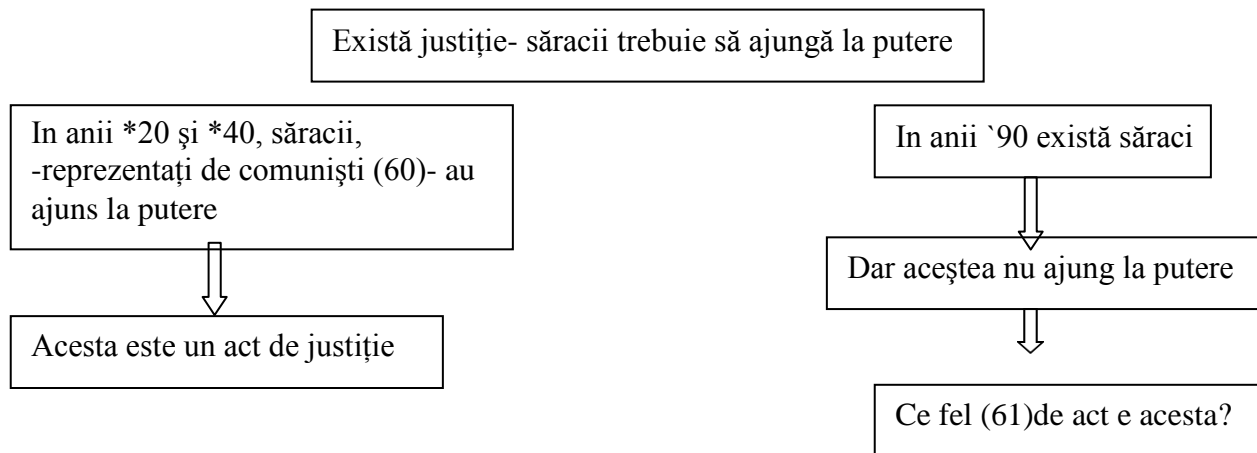 Există justiție- săracii trebuie să ajungă la putere
In anii *20 şi *40, săracii,
-reprezentați de comunişti (60)- au
ajuns la putere
Acesta este un act de justiție
In anii `90 există săraci
Dar aceştea nu ajung la putere
Ce fel (61)de act e acesta?